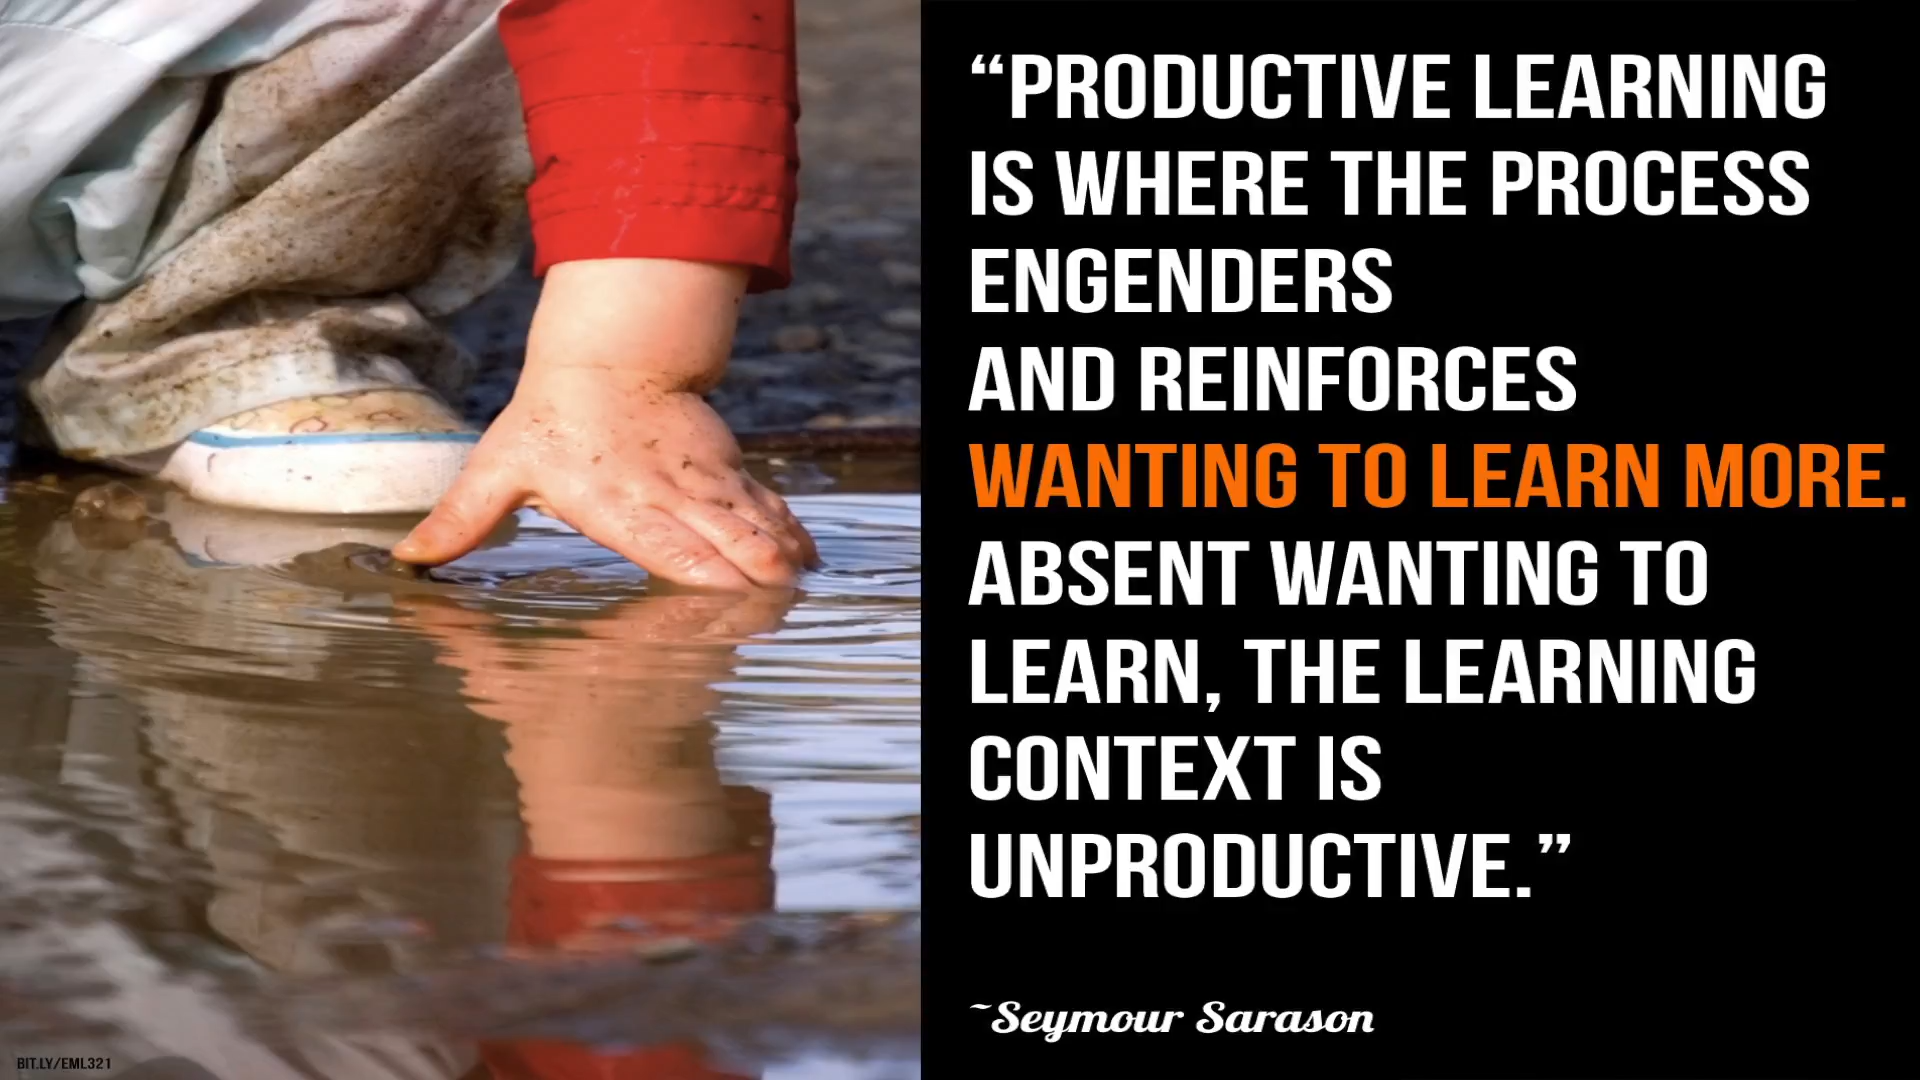 “PRODUCTIVE LEARNING
IS WHERE THE PROCESS
ENGENDERS
AND REINFORCES
WANTING TO LEARN MORE.
ABSENT WANTING TO
LEARN, THE LEARNING
CONTEXT IS
UNPRODUCTIVE.”
~Seymour Sarason
BIT.LY/EML321